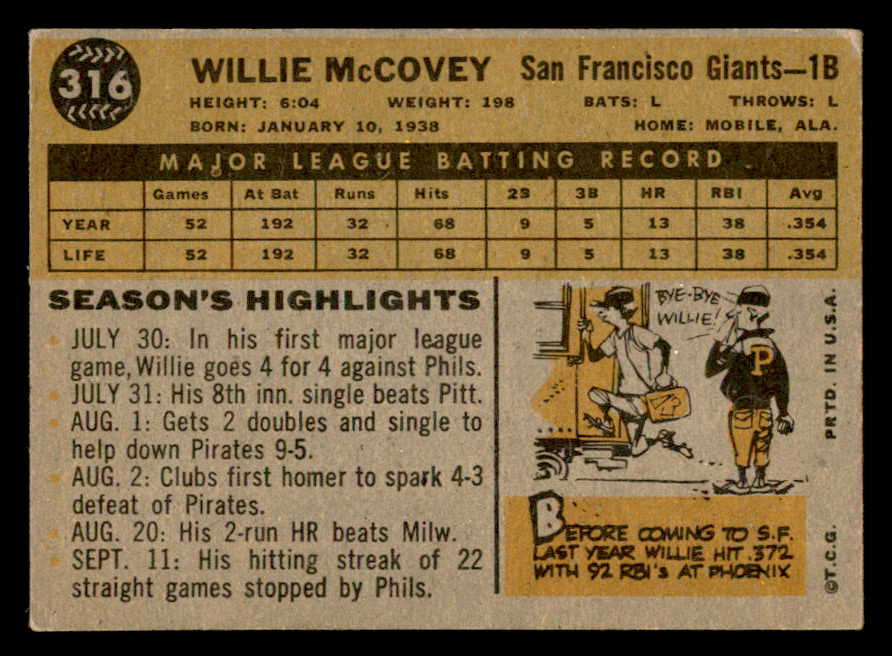 316
WILLIE McCOVEY San Francisco Giants—1B
HEIGHT: 6:04 WEIGHT: 198 BATS: L THROWS: L
BORN: JANUARY 10, 1938 HOME: MOBILE, ALA.
MAJOR LEAGUE BATTING RECORD
Games At Bat Runs Hits 2B 3B HR RBI Avg
YEAR 52 192 32 68 9 5 13 38 .354
LIFE 52 192 32 68 9 5 13 38 .354
SEASON'S HIGHLIGHTS
JULY 30: In his first major league
game, Willie goes 4 for 4 against Phils.
JULY 31: His 8th inn. single beats Pitt.
AUG. 1: Gets 2 doubles and single to
help down Pirates 9-5.
AUG. 2: Clubs first homer to spark 4-3
defeat of Pirates.
AUG. 20: His 2-run HR beats Milw.
SEPT. 11: His hitting streak of 22
straight games stopped by Phils.
BYE-BYE
WILLIE!
P
BEFORE COMING TO S.F.
LAST YEAR WILLIE HIT .372
WITH 92 RBI's AT PHOENIX
©T.C.G. PRTD. IN U.S.A.